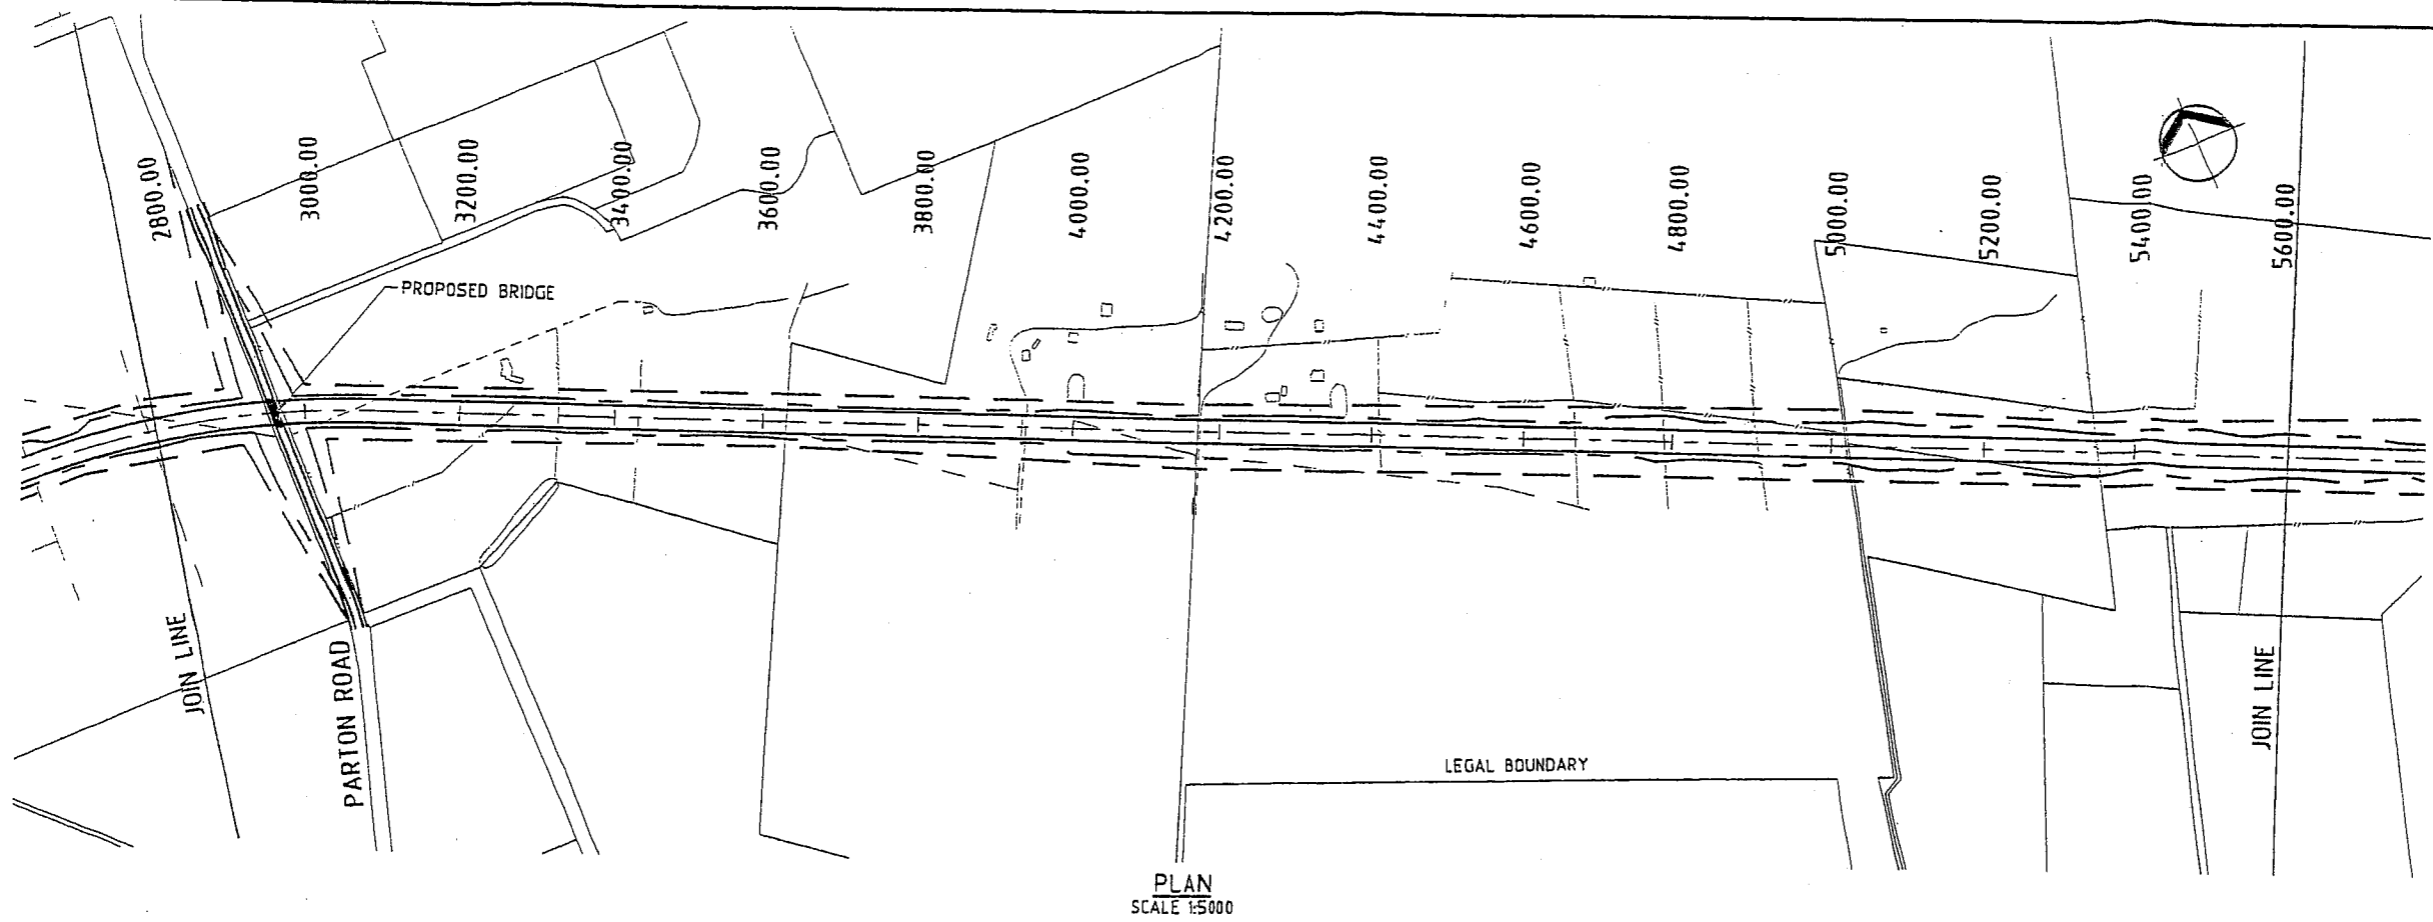 2800.00
3000.00
3200.00
3400.00
3600.00
3800.00
4000.00
4200.00
4400.00
4600.00
4800.00
5000.00
5200.00
5400.00
5600.00
PROPOSED BRIDGE
JOIN LINE
PARTON ROAD
JOIN LINE
LEGAL BOUNDARY
PLAN
SCALE 1:5000